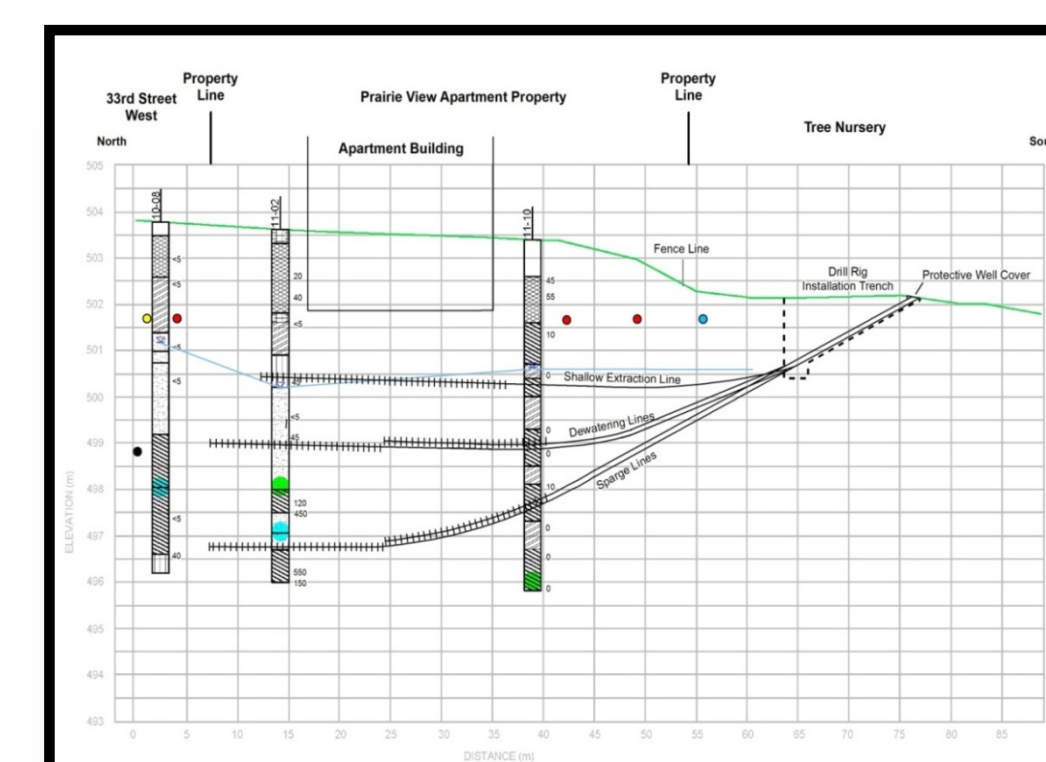 33rd Street
West
Property
Line
Prairie View Apartment Property
Property
Line
Tree Nursery
North
Apartment Building
Sou
505
504
503
502
501
500
499
498
497
496
495
494
493
ELEVATION (m)
10-08
<5
<5
<5
<5
<5
40
11-02
20
40
<5
<5
45
120
450
550
150
11-10
45
55
10
0
0
0
10
0
0
0
Fence Line
Drill Rig
Installation Trench
Protective Well Cover
Shallow Extraction Line
Dewatering Lines
Sparge Lines
0 5 10 15 20 25 30 35 40 45 50 55 60 65 70 75 80 85
DISTANCE (m)